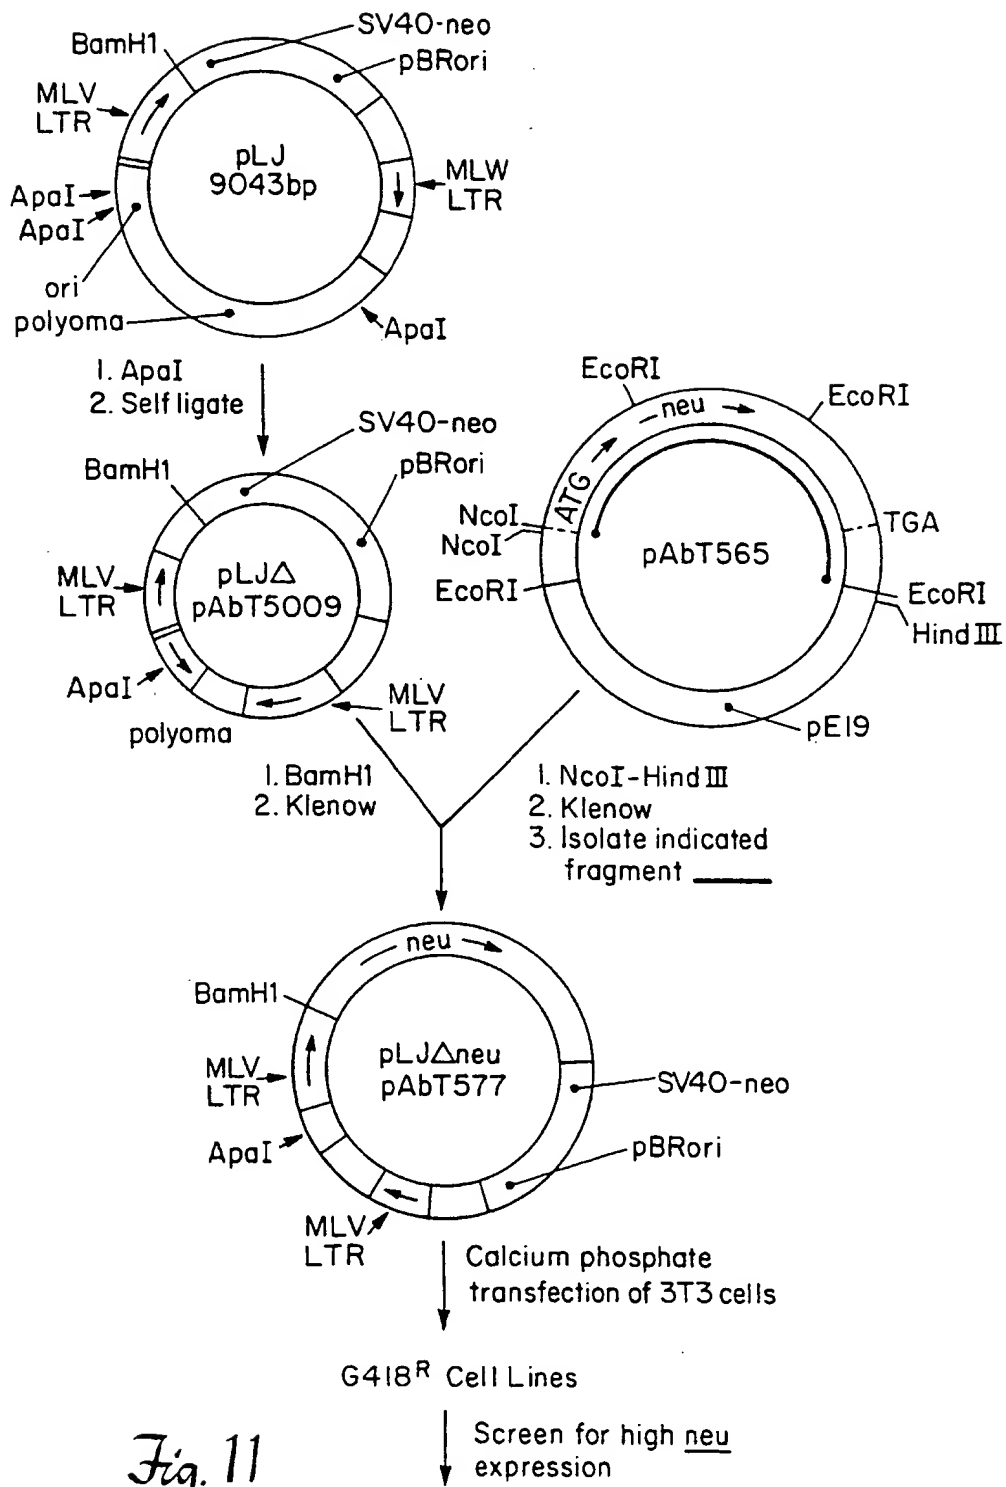 SV40-neo
BamH1
pBRori
MLV
LTR
pLJ
9043bp
MLW
LTR
ApaI
ApaI
ori
polyoma
ApaI
1. ApaI
2. Self ligate
EcoRI
EcoRI
neu
SV40-neo
BamH1
pBRori
ATG
NcoI
NcoI
TGA
pAbT565
MLV
LTR
pLJΔ
pAbT5009
EcoRI
EcoRI
Hind III
ApaI
MLV
LTR
polyoma
pE19
1. BamH1
2. Klenow
1. NcoI-Hind III
2. Klenow
3. Isolate indicated
fragment
neu
BamH1
pLJΔneu
pAbT577
MLV
LTR
SV40-neo
ApaI
pBRori
MLV
LTR
Calcium phosphate
transfection of 3T3 cells
G418ᴿ Cell Lines
Screen for high neu
expression
Fig. 11